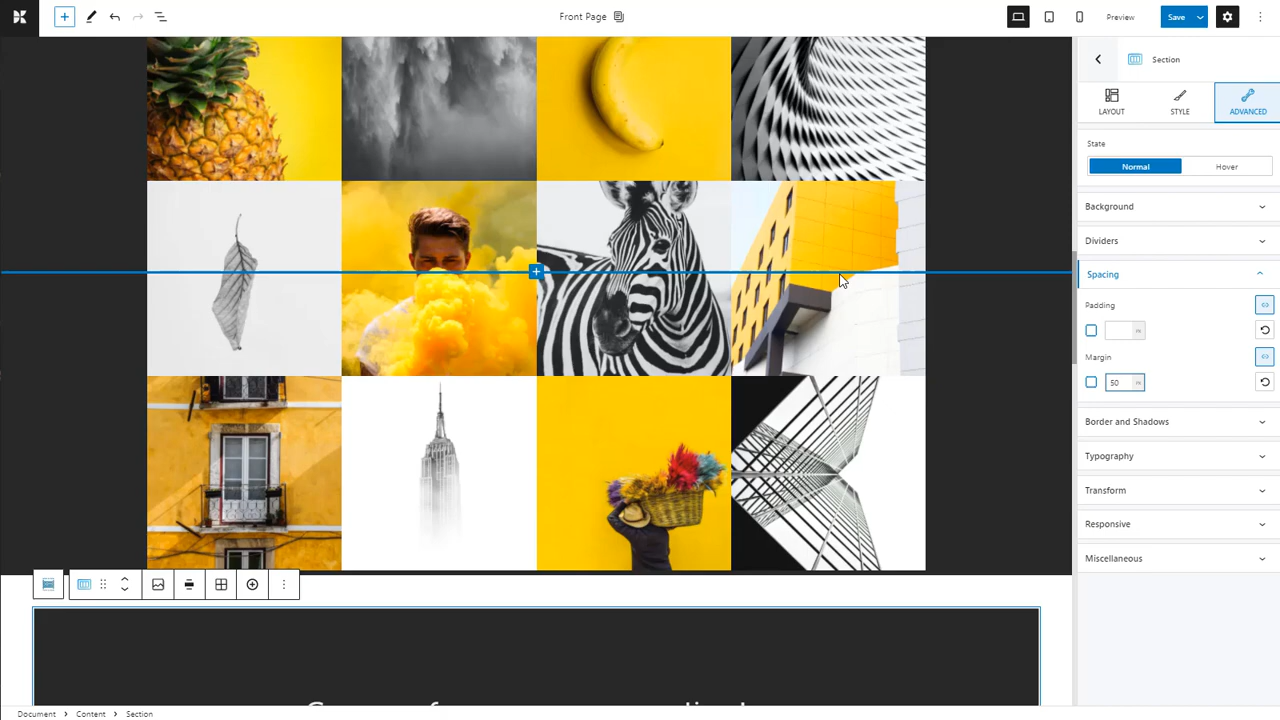 Front Page
Preview
Save
Section
LAYOUT
STYLE
ADVANCED
State
Normal
Hover
Background
Dividers
Spacing
Padding
Margin
50
Border and Shadows
Typography
Transform
Responsive
Miscellaneous
Document
Content
Section